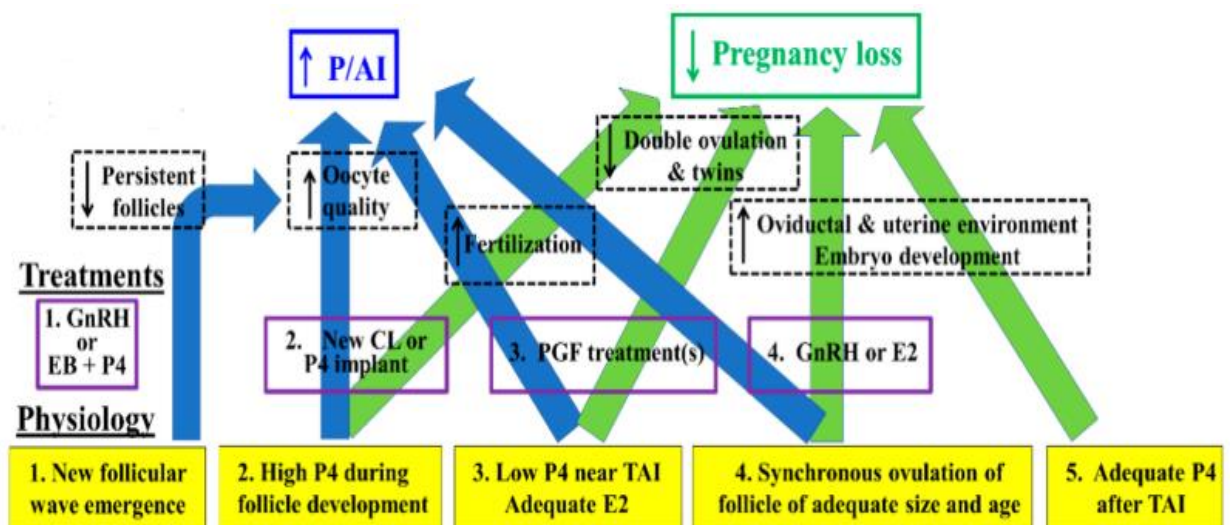 ↑ P/AI
↓ Pregnancy loss
↓ Persistent
follicles
↑ Oocyte
quality
↓ Double ovulation
& twins
↑ Fertilization
↑ Oviductal & uterine environment
Embryo development
Treatments
1. GnRH
or
EB + P4
2. New CL or
P4 implant
3. PGF treatment(s)
4. GnRH or E2
Physiology
1. New follicular
wave emergence
2. High P4 during
follicle development
3. Low P4 near TAI
Adequate E2
4. Synchronous ovulation of
follicle of adequate size and age
5. Adequate P4
after TAI